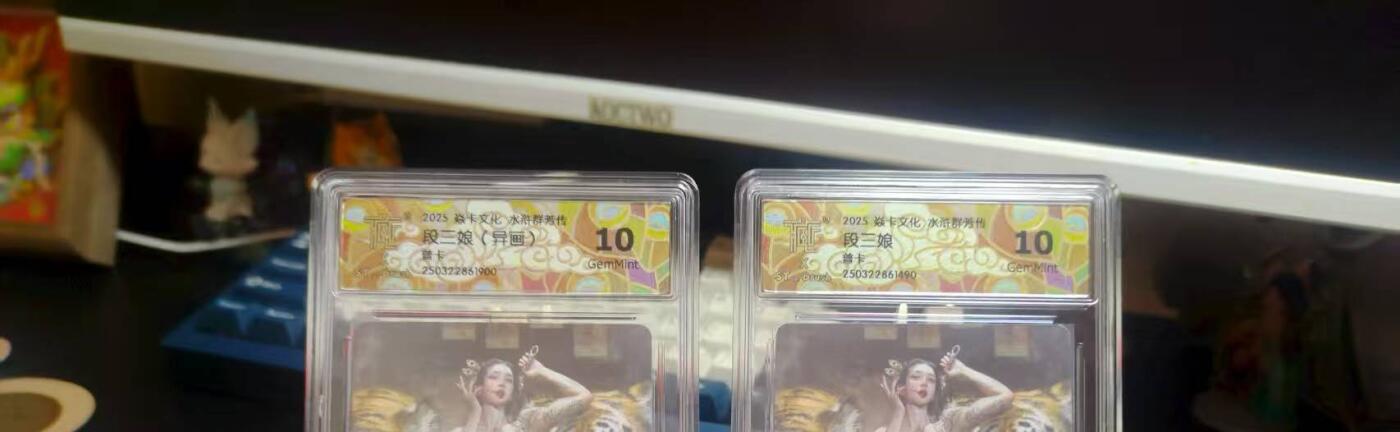 2025 焱卡文化 水浒群芳传
段三娘（异画）
普卡
250322861900
10
GemMint
2025 焱卡文化 水浒群芳传
段三娘
普卡
250322861490
10
GemMint